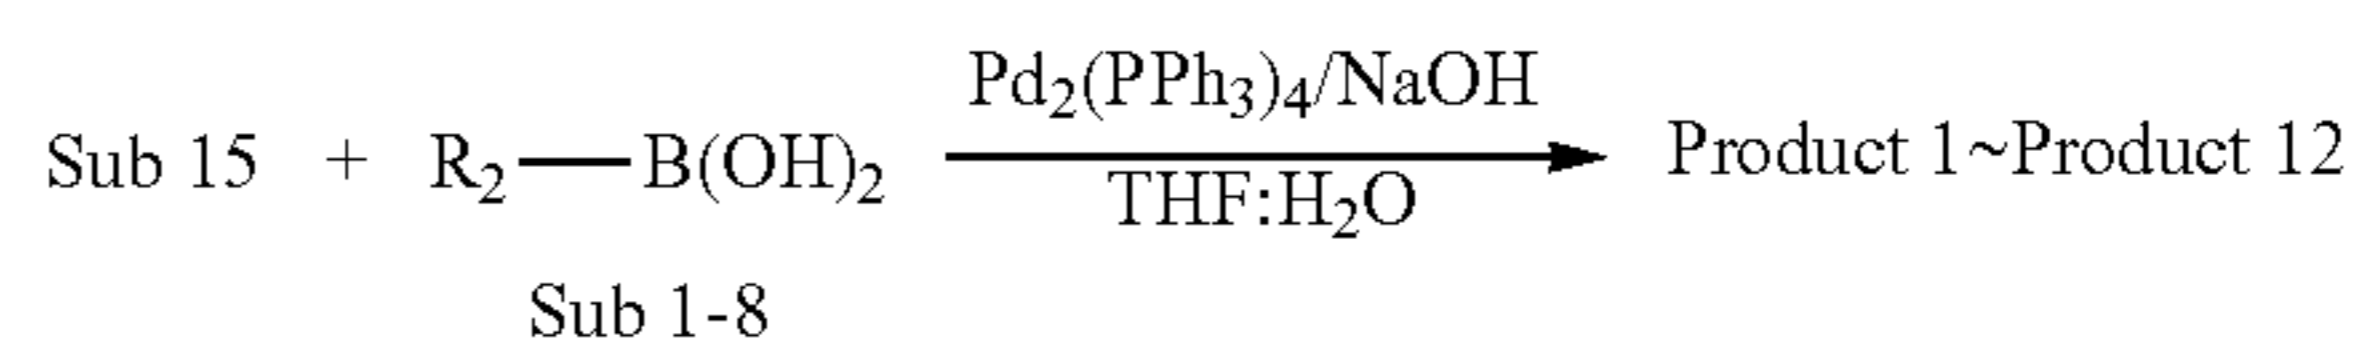 Pd₂(PPh₃)₄/NaOH
Sub 15 + R₂—B(OH)₂ Product 1~Product 12
THF:H₂O
Sub 1-8